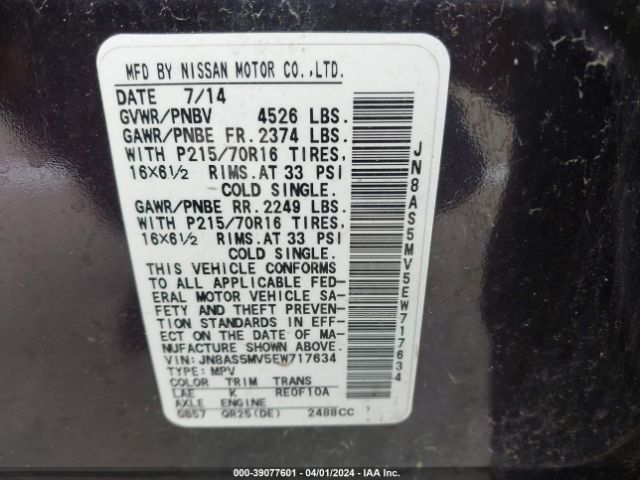 MFD BY NISSAN MOTOR CO.,LTD.
DATE 7/14
GVWR/PNBV 4526 LBS.
GAWR/PNBE FR. 2374 LBS.
WITH P215/70R16 TIRES,
16X6½ RIMS. AT 33 PSI
COLD SINGLE.
GAWR/PNBE RR. 2249 LBS.
WITH P215/70R16 TIRES,
16X6½ RIMS. AT 33 PSI
COLD SINGLE.
THIS VEHICLE CONFORMS
TO ALL APPLICABLE FED-
ERAL MOTOR VEHICLE SA-
FETY AND THEFT PREVEN-
TION STANDARDS IN EFF-
ECT ON THE DATE OF MA-
NUFACTURE SHOWN ABOVE.
VIN: JN8AS5MV5EW717634
TYPE: MPV
COLOR TRIM TRANS
LAE K RE0F10A
AXLE ENGINE
GB57 QR25(DE) 2488CC
JN8AS5MV5EW717634
000-39077601 | 04/01/2024 | IAA Inc.